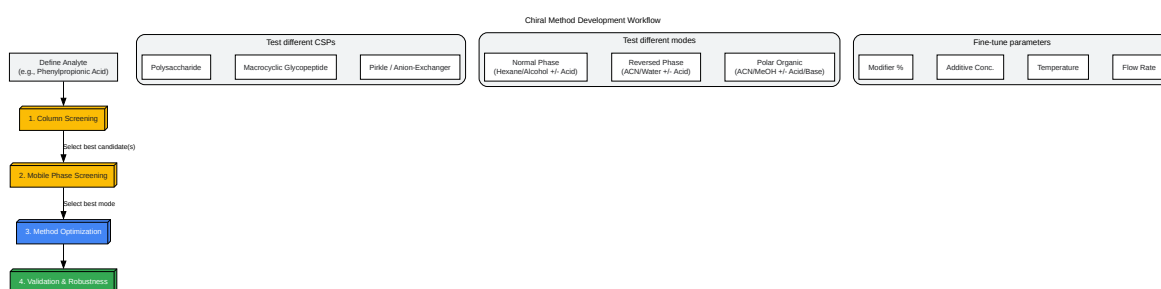 Chiral Method Development Workflow
Define Analyte
(e.g., Phenylpropionic Acid)
Test different CSPs
Polysaccharide
Macrocyclic Glycopeptide
Pirkle / Anion-Exchanger
Test different modes
Normal Phase
(Hexane/Alcohol +/- Acid)
Reversed Phase
(ACN/Water +/- Acid)
Polar Organic
(ACN/MeOH +/- Acid/Base)
Fine-tune parameters
Modifier %
Additive Conc.
Temperature
Flow Rate
1. Column Screening
Select best candidate(s)
2. Mobile Phase Screening
Select best mode
3. Method Optimization
4. Validation & Robustness